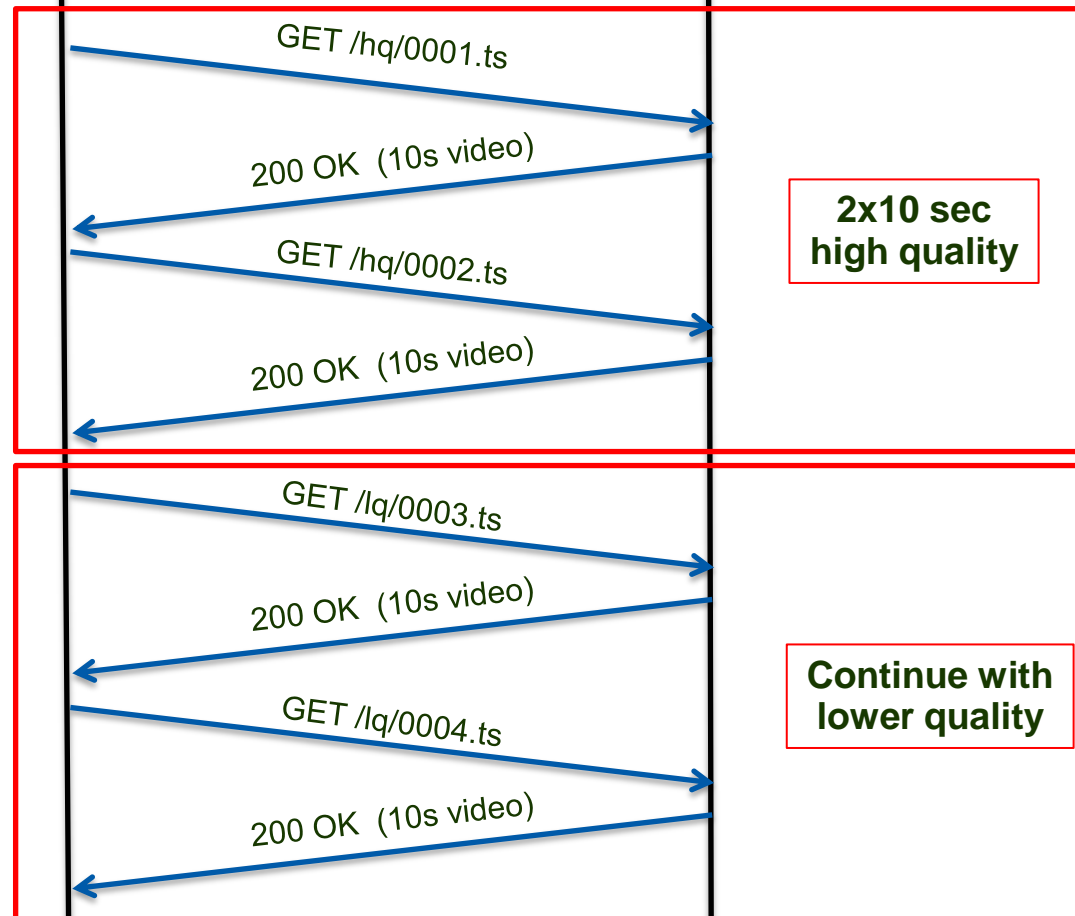 GET /hq/0001.ts
200 OK (10s video)
2x10 sec
high quality
GET /hq/0002.ts
200 OK (10s video)
GET /lq/0003.ts
200 OK (10s video)
Continue with
lower quality
GET /lq/0004.ts
200 OK (10s video)